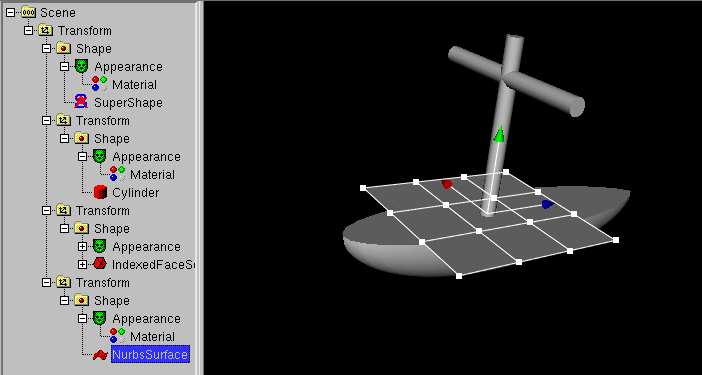 Scene
Transform
Shape
Appearance
Material
SuperShape
Transform
Shape
Appearance
Material
Cylinder
Transform
Shape
Appearance
IndexedFaceS
Transform
Shape
Appearance
Material
NurbsSurface